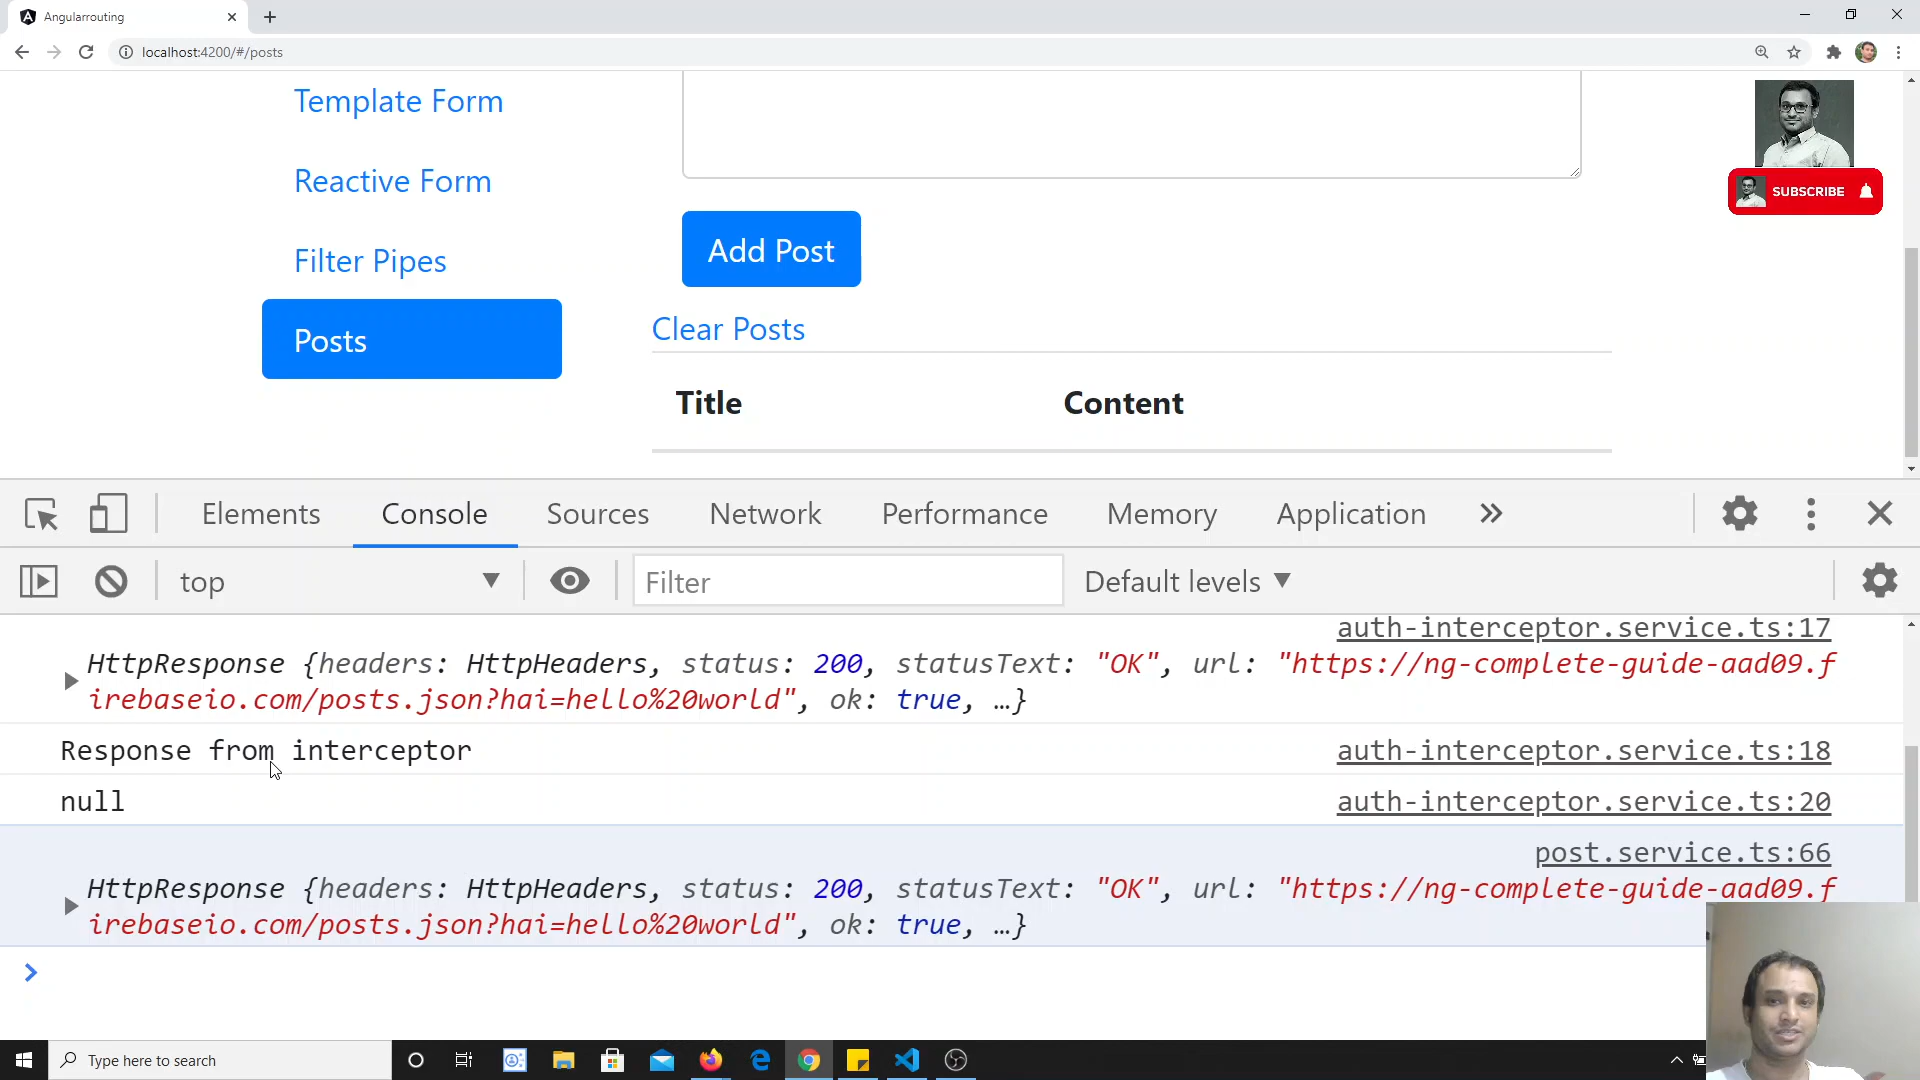 Angularrouting
localhost:4200/#/posts
Template Form
Reactive Form
Filter Pipes
Posts
Add Post
Clear Posts
Title Content
SUBSCRIBE
Elements Console Sources Network Performance Memory Application
top Filter Default levels
auth-interceptor.service.ts:17
HttpResponse {headers: HttpHeaders, status: 200, statusText: "OK", url: "https://ng-complete-guide-aad09.f
irebaseio.com/posts.json?hai=hello%20world", ok: true, …}
Response from interceptor auth-interceptor.service.ts:18
null auth-interceptor.service.ts:20
post.service.ts:66
HttpResponse {headers: HttpHeaders, status: 200, statusText: "OK", url: "https://ng-complete-guide-aad09.f
irebaseio.com/posts.json?hai=hello%20world", ok: true, …}
Type here to search